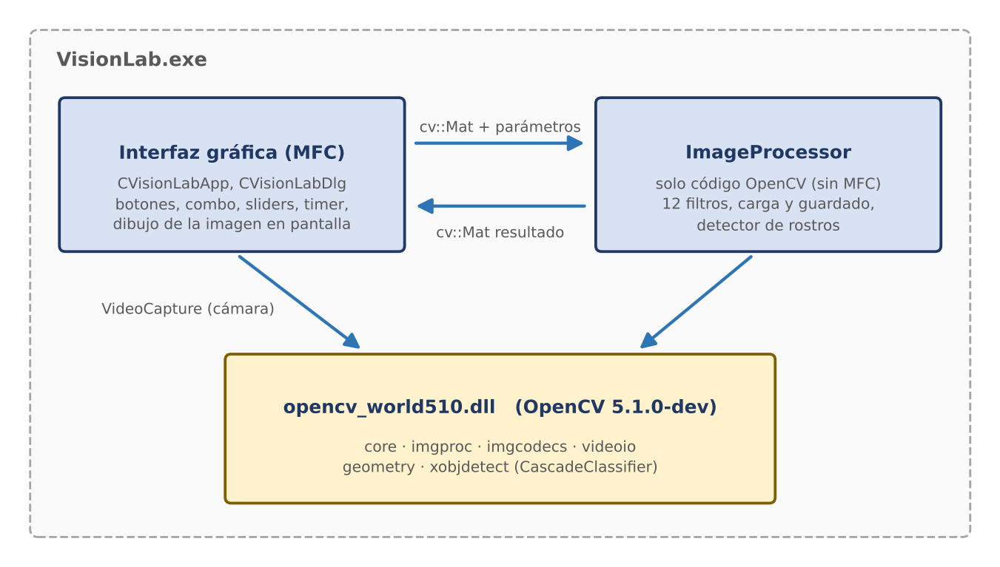 VisionLab.exe
Interfaz gráfica (MFC)
CVisionLabApp, CVisionLabDlg
botones, combo, sliders, timer,
dibujo de la imagen en pantalla
cv::Mat + parámetros
cv::Mat resultado
ImageProcessor
solo código OpenCV (sin MFC)
12 filtros, carga y guardado,
detector de rostros
VideoCapture (cámara)
opencv_world510.dll (OpenCV 5.1.0-dev)
core · imgproc · imgcodecs · videoio
geometry · xobjdetect (CascadeClassifier)